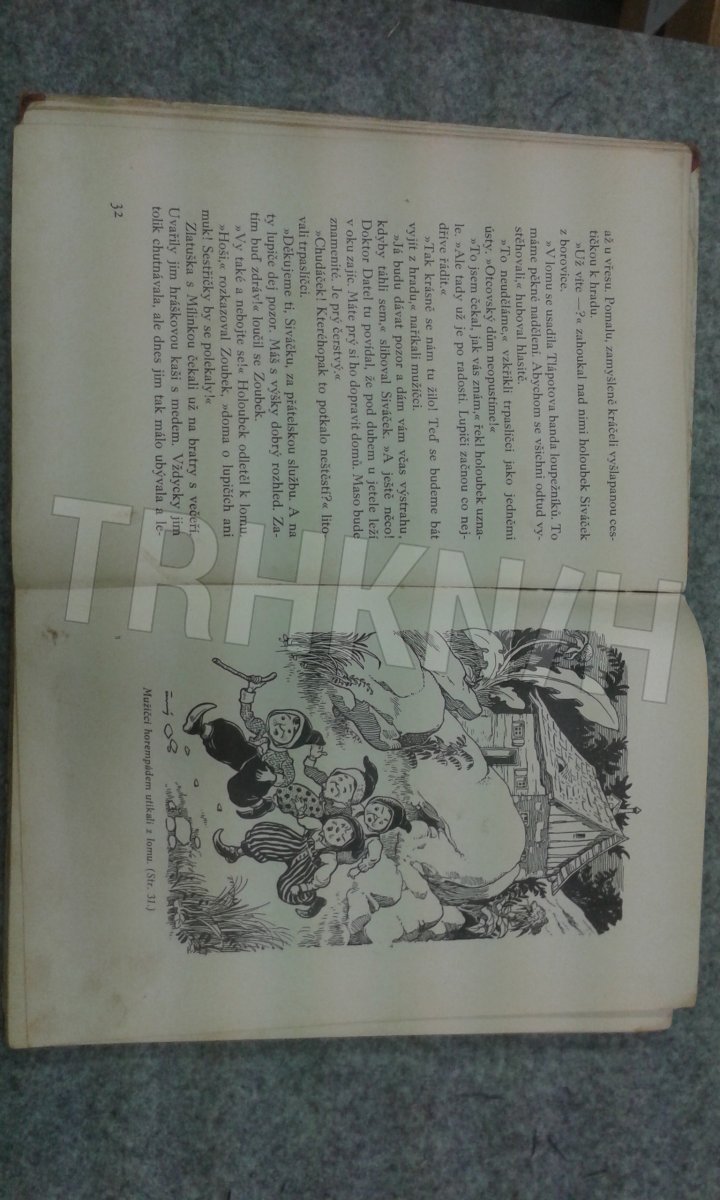 až u vřesu. Pomalu, zamyšleně kráčeli vyšlapanou ces-
tičkou k hradu.
»Už víte —?« zahoukal nad nimi holoubek Siváček
z borovice.
»V lomu se usadila Tlápotova banda loupežníků. To
máme pěkné nadělení. Abychom se všichni odtud vy-
stěhovali,« huboval hlasitě.
»To neuděláme,« vzkřikli trpaslíčci jako jedněmi
ústy. »Otcovský dům neopustíme!«
»To jsem čekal, jak vás znám,« řekl holoubek uzna-
le. »Ale tady už je po radosti. Lupiči začnou co nej-
dříve řádit.«
»Tak krásně se nám tu žilo! Teď se budeme bát
vyjít z hradu,« naříkali mužíčci.
»Já budu dávat pozor a dám vám včas výstrahu,
kdyby táhli sem,« sliboval Siváček. »A ještě něco!
Doktor Datel tu povídal, že pod dubem u jetele leží
v oku zajíc. Máte prý si ho dopravit domů. Maso bude
znamenité. Je prý čerstvý.«
»Chudáček! Kteréhopak to potkalo neštěstí?« lito-
vali trpaslíčci.
»Děkujeme ti, Siváčku, za přátelskou službu. A na
ty lupiče dej pozor. Máš s výšky dobrý rozhled. Za-
tím buď zdráv!« loučil se Zoubek.
»Vy také a nebojte se!« Holoubek odletěl k lomu.
»Hoši,« rozkazoval Zoubek, »doma o lupičích ani
muk! Sestřičky by se polekaly!«
Zlatuška s Milinkou čekali už na bratry s večeří.
Uvařily jim hráškovou kaši s medem. Vždycky jim
tolik chutnávala, ale dnes jim tak málo ubývala a le-
32
Mužíčci horempádem utíkali z lomu. (Str. 31.)
TRHKNIH